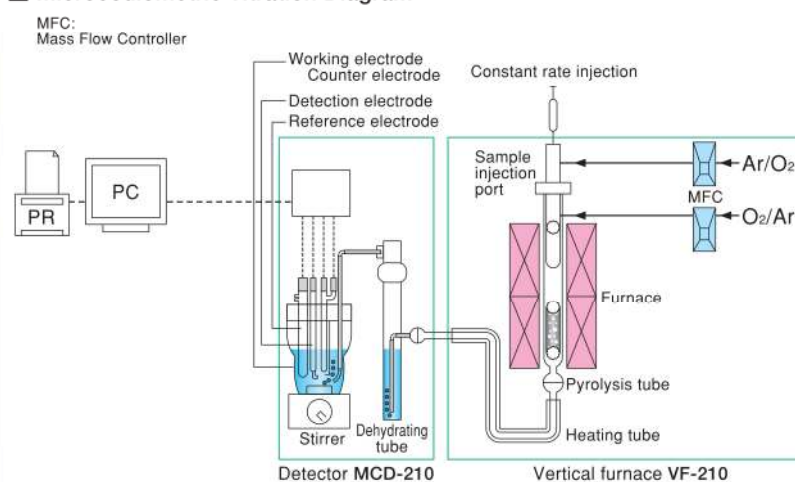 MFC:
Mass Flow Controller
Working electrode
Counter electrode
Detection electrode
Reference electrode
Constant rate injection
Sample
injection
port
Ar/O₂
MFC
O₂/Ar
PR
PC
Furnace
Pyrolysis tube
Heating tube
Stirrer
Dehydrating
tube
Detector MCD-210
Vertical furnace VF-210